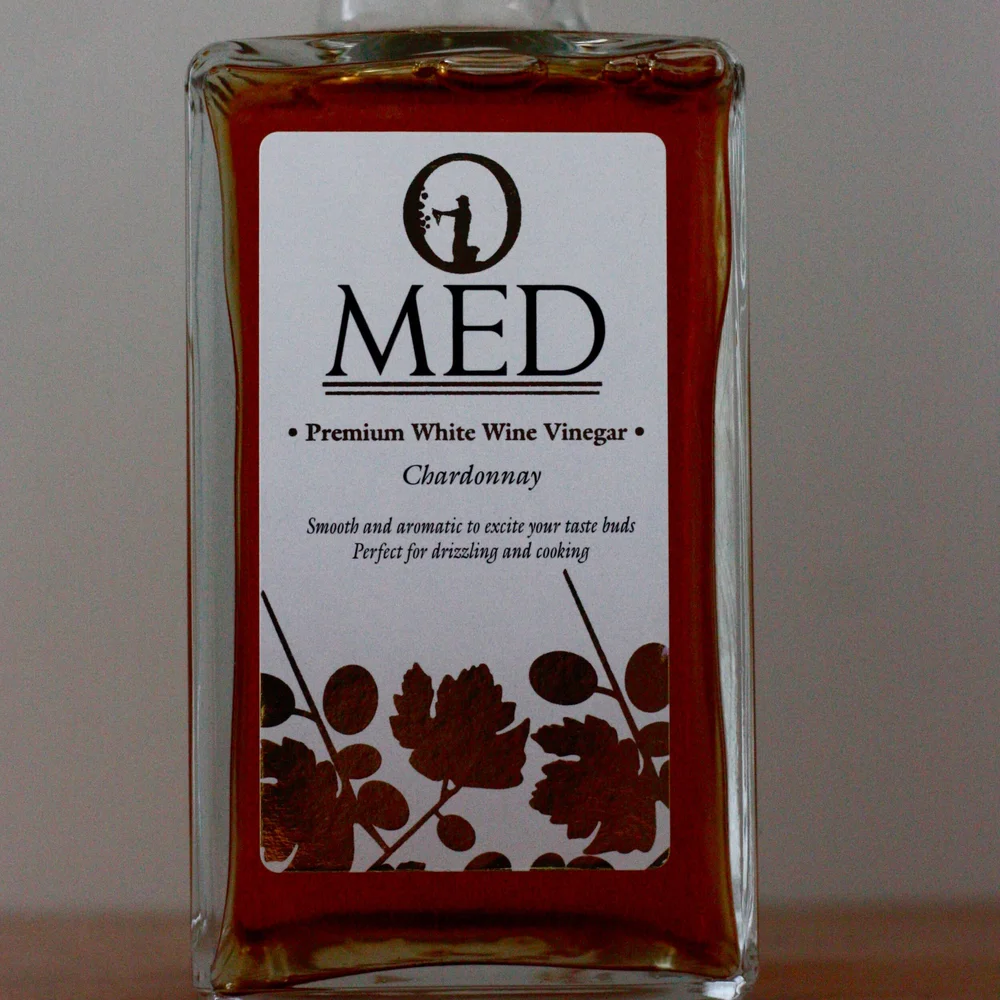 O
MED
• Premium White Wine Vinegar •
Chardonnay
Smooth and aromatic to excite your taste buds
Perfect for drizzling and cooking